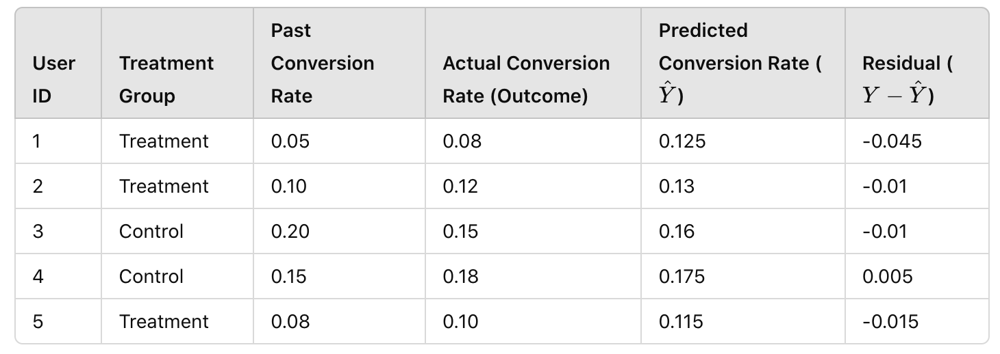 User ID | Treatment Group | Past Conversion Rate | Actual Conversion Rate (Outcome) | Predicted Conversion Rate (Ŷ) | Residual (Y − Ŷ)
1 | Treatment | 0.05 | 0.08 | 0.125 | -0.045
2 | Treatment | 0.10 | 0.12 | 0.13 | -0.01
3 | Control | 0.20 | 0.15 | 0.16 | -0.01
4 | Control | 0.15 | 0.18 | 0.175 | 0.005
5 | Treatment | 0.08 | 0.10 | 0.115 | -0.015